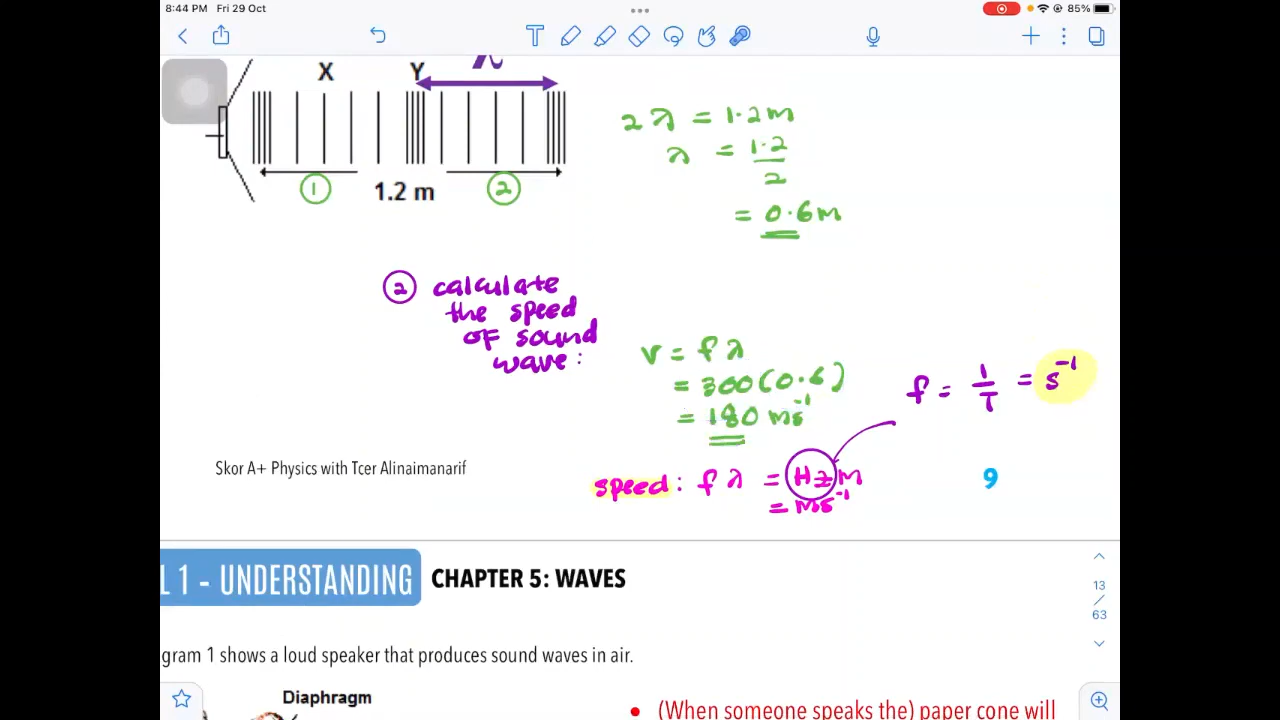 8:44 PM Fri 29 Oct
85%
X Y λ
2λ = 1.2m
λ = 1.2/2
= 0.6m
1 1.2 m 2
2 calculate
the speed
of sound
wave:
v = fλ
= 300(0.6)
= 180 ms⁻¹
f = 1/T = s⁻¹
Skor A+ Physics with Tcer Alinaimanarif
speed: fλ = Hz m
= ms⁻¹
9
L 1 - UNDERSTANDING CHAPTER 5: WAVES
13
/
63
gram 1 shows a loud speaker that produces sound waves in air.
Diaphragm
• (When someone speaks the) paper cone will